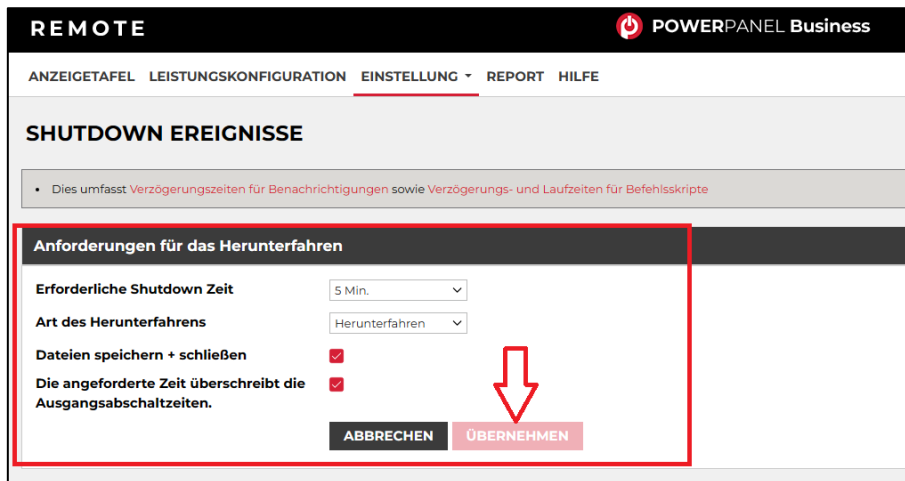 REMOTE
POWERPANEL Business
ANZEIGETAFEL LEISTUNGSKONFIGURATION EINSTELLUNG REPORT HILFE
SHUTDOWN EREIGNISSE
• Dies umfasst Verzögerungszeiten für Benachrichtigungen sowie Verzögerungs- und Laufzeiten für Befehlsskripte
Anforderungen für das Herunterfahren
Erforderliche Shutdown Zeit 5 Min.
Art des Herunterfahrens Herunterfahren
Dateien speichern + schließen
Die angeforderte Zeit überschreibt die
Ausgangsabschaltzeiten.
ABBRECHEN ÜBERNEHMEN